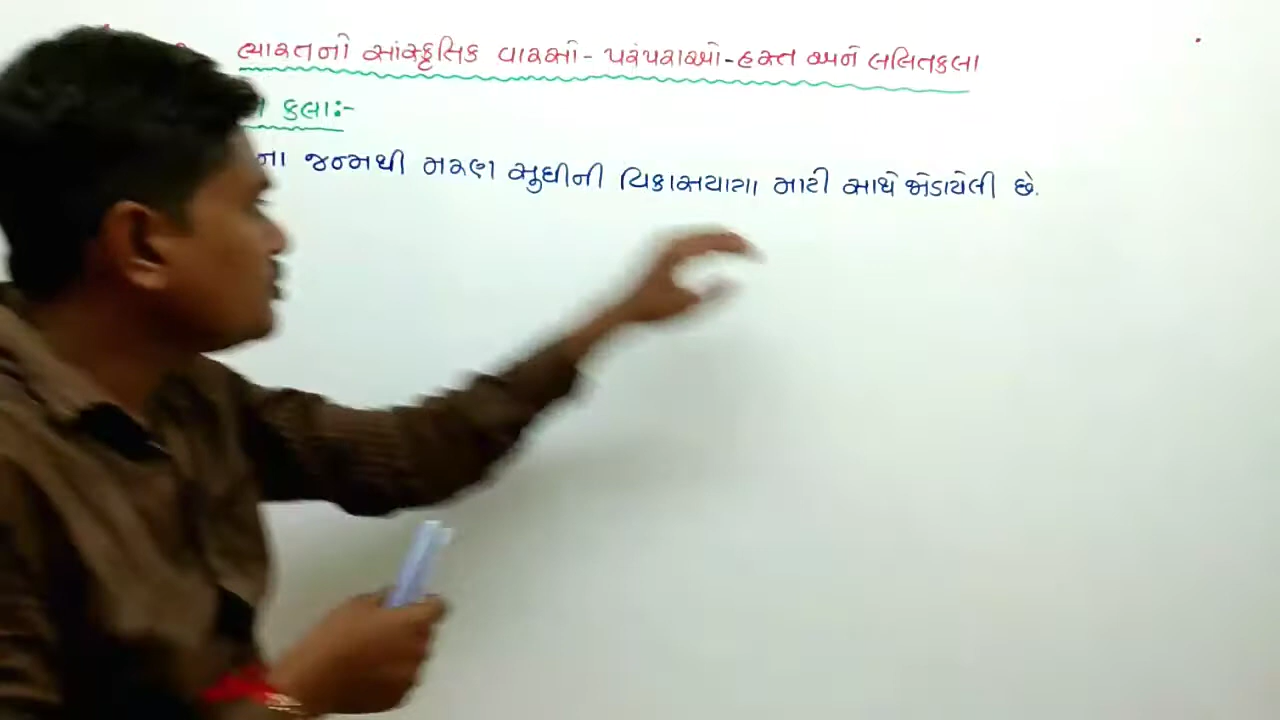 ભારતનો સાંસ્કૃતિક વારસો - પરંપરાઓ - હસ્ત અને લલિતકલા
કલા:-
ના જન્મથી મરણ સુધીની વિકાસયાત્રા માટી સાથે જોડાયેલી છે.